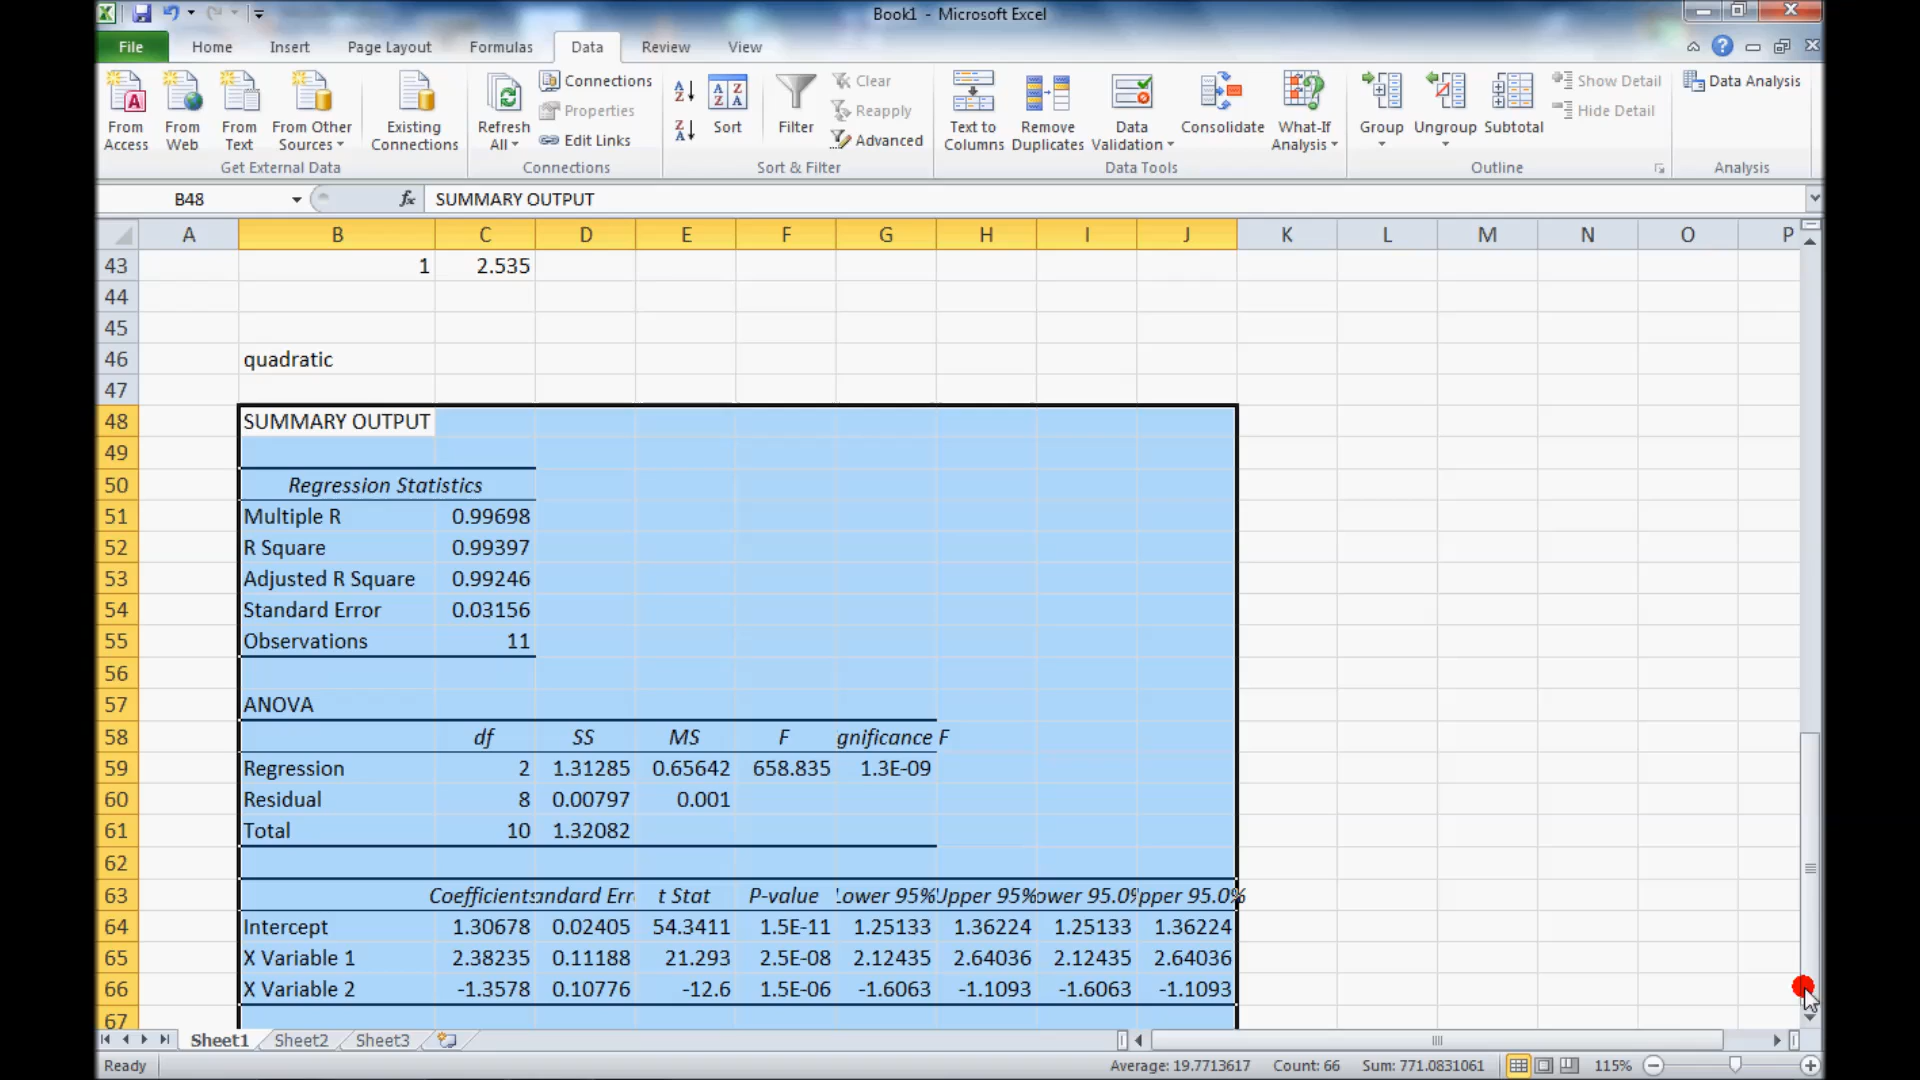 Book1 - Microsoft Excel
File Home Insert Page Layout Formulas Data Review View
From Access From Web From Text From Other Sources Existing Connections Refresh All Connections Properties Edit Links Sort Filter Clear Reapply Advanced Text to Columns Remove Duplicates Data Validation Consolidate What-If Analysis Group Ungroup Subtotal Show Detail Hide Detail Data Analysis
Get External Data Connections Sort & Filter Data Tools Outline Analysis
B48 fx SUMMARY OUTPUT
A B C D E F G H I J K L M N O P
43 1 2.535
44
45
46 quadratic
47
48 SUMMARY OUTPUT
49
50 Regression Statistics
51 Multiple R 0.99698
52 R Square 0.99397
53 Adjusted R Square 0.99246
54 Standard Error 0.03156
55 Observations 11
56
57 ANOVA
58 df SS MS F gnificance F
59 Regression 2 1.31285 0.65642 658.835 1.3E-09
60 Residual 8 0.00797 0.001
61 Total 10 1.32082
62
63 Coefficients andard Err t Stat P-value Lower 95% Upper 95% ower 95.0% pper 95.0%
64 Intercept 1.30678 0.02405 54.3411 1.5E-11 1.25133 1.36224 1.25133 1.36224
65 X Variable 1 2.38235 0.11188 21.293 2.5E-08 2.12435 2.64036 2.12435 2.64036
66 X Variable 2 -1.3578 0.10776 -12.6 1.5E-06 -1.6063 -1.1093 -1.6063 -1.1093
67
Sheet1 Sheet2 Sheet3
Ready Average: 19.7713617 Count: 66 Sum: 771.0831061 115%